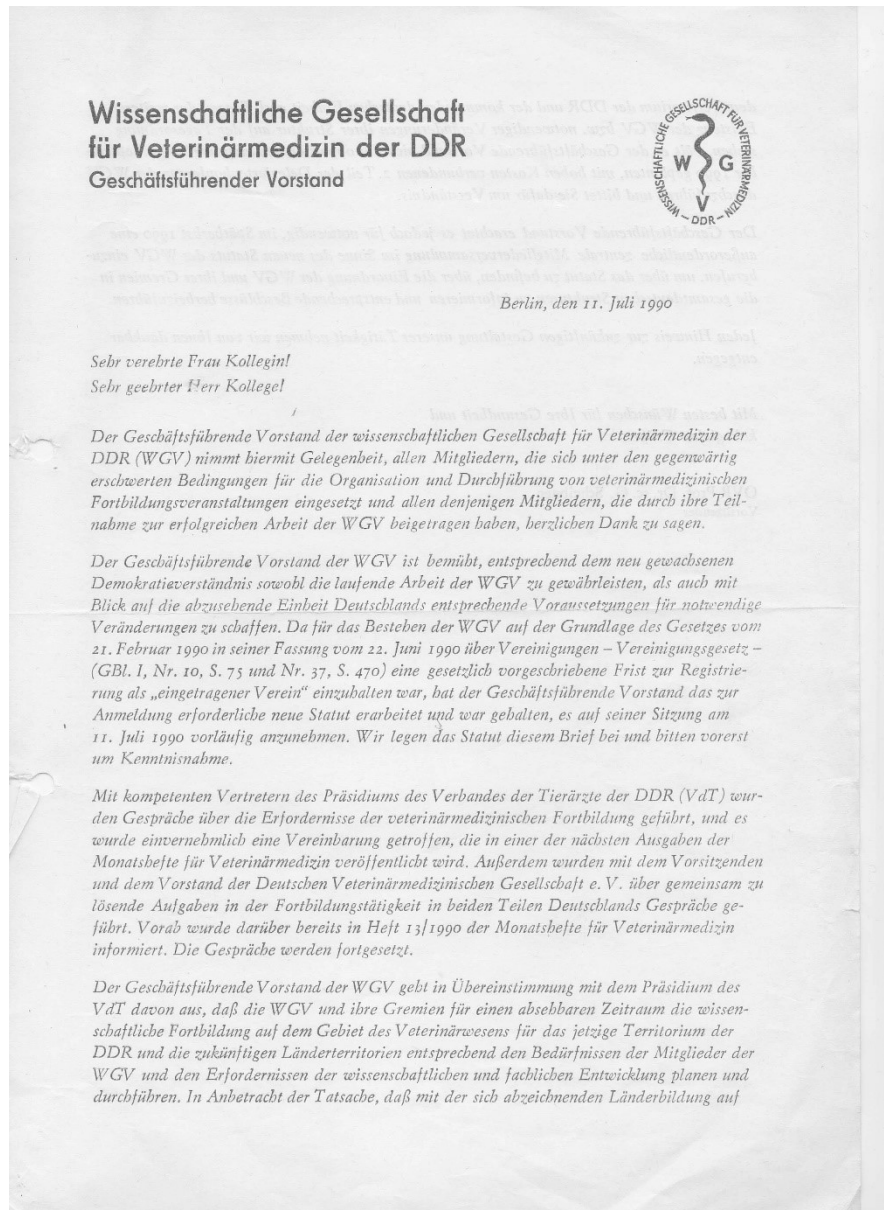 Wissenschaftliche Gesellschaft
für Veterinärmedizin der DDR
Geschäftsführender Vorstand
WISSENSCHAFTLICHE GESELLSCHAFT FÜR VETERINÄRMEDIZIN
– DDR –
W G
V
Berlin, den 11. Juli 1990
Sehr verehrte Frau Kollegin!
Sehr geehrter Herr Kollege!
Der Geschäftsführende Vorstand der wissenschaftlichen Gesellschaft für Veterinärmedizin der
DDR (WGV) nimmt hiermit Gelegenheit, allen Mitgliedern, die sich unter den gegenwärtig
erschwerten Bedingungen für die Organisation und Durchführung von veterinärmedizinischen
Fortbildungsveranstaltungen eingesetzt und allen denjenigen Mitgliedern, die durch ihre Teil-
nahme zur erfolgreichen Arbeit der WGV beigetragen haben, herzlichen Dank zu sagen.
Der Geschäftsführende Vorstand der WGV ist bemüht, entsprechend dem neu gewachsenen
Demokratieverständnis sowohl die laufende Arbeit der WGV zu gewährleisten, als auch mit
Blick auf die abzusehende Einheit Deutschlands entsprechende Voraussetzungen für notwendige
Veränderungen zu schaffen. Da für das Bestehen der WGV auf der Grundlage des Gesetzes vom
21. Februar 1990 in seiner Fassung vom 22. Juni 1990 über Vereinigungen – Vereinigungsgesetz –
(GBl. I, Nr. 10, S. 75 und Nr. 37, S. 470) eine gesetzlich vorgeschriebene Frist zur Registrie-
rung als „eingetragener Verein“ einzuhalten war, hat der Geschäftsführende Vorstand das zur
Anmeldung erforderliche neue Statut erarbeitet und war gehalten, es auf seiner Sitzung am
11. Juli 1990 vorläufig anzunehmen. Wir legen das Statut diesem Brief bei und bitten vorerst
um Kenntnisnahme.
Mit kompetenten Vertretern des Präsidiums des Verbandes der Tierärzte der DDR (VdT) wur-
den Gespräche über die Erfordernisse der veterinärmedizinischen Fortbildung geführt, und es
wurde einvernehmlich eine Vereinbarung getroffen, die in einer der nächsten Ausgaben der
Monatshefte für Veterinärmedizin veröffentlicht wird. Außerdem wurden mit dem Vorsitzenden
und dem Vorstand der Deutschen Veterinärmedizinischen Gesellschaft e. V. über gemeinsam zu
lösende Aufgaben in der Fortbildungstätigkeit in beiden Teilen Deutschlands Gespräche ge-
führt. Vorab wurde darüber bereits in Heft 13/1990 der Monatshefte für Veterinärmedizin
informiert. Die Gespräche werden fortgesetzt.
Der Geschäftsführende Vorstand der WGV geht in Übereinstimmung mit dem Präsidium des
VdT davon aus, daß die WGV und ihre Gremien für einen absehbaren Zeitraum die wissen-
schaftliche Fortbildung auf dem Gebiet des Veterinärwesens für das jetzige Territorium der
DDR und die zukünftigen Länderterritorien entsprechend den Bedürfnissen der Mitglieder der
WGV und den Erfordernissen der wissenschaftlichen und fachlichen Entwicklung planen und
durchführen. In Anbetracht der Tatsache, daß mit der sich abzeichnenden Länderbildung auf